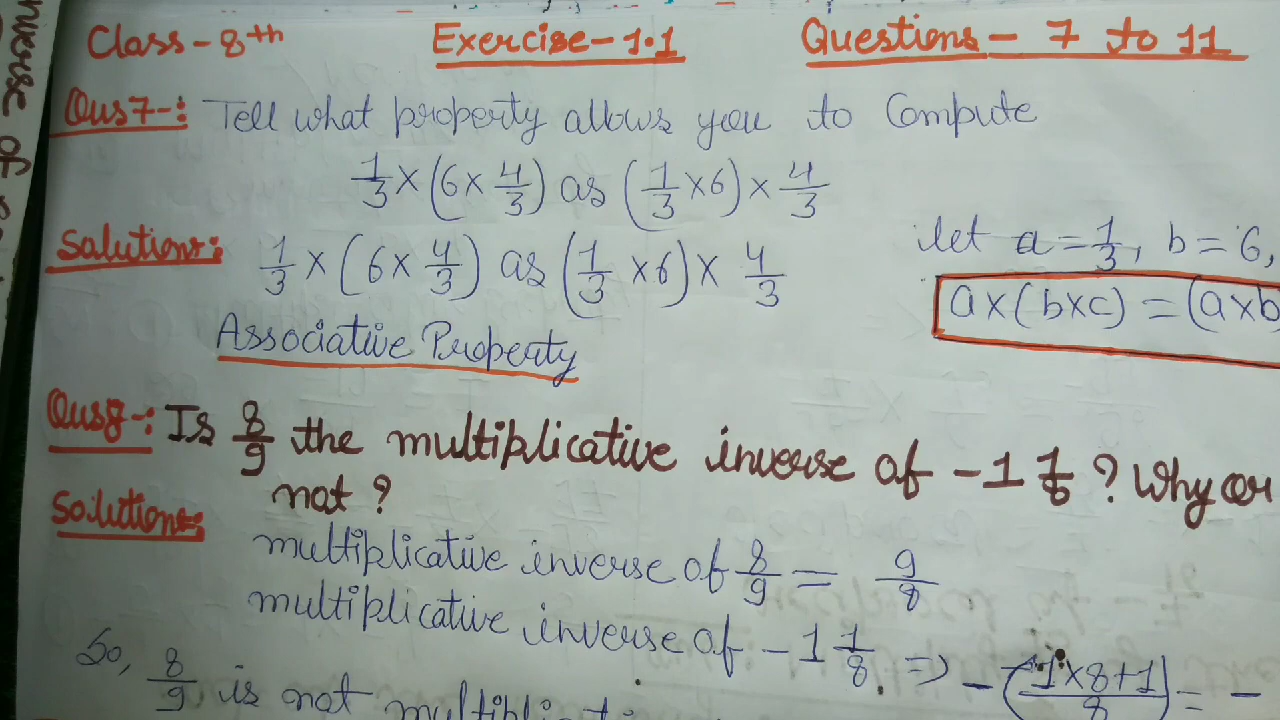 Class-8th Exercise-1.1 Questions- 7 to 11
Qus7-: Tell what property allows you to Compute
1/3 × (6 × 4/3) as (1/3 × 6) × 4/3
Solution: 1/3 × (6 × 4/3) as (1/3 × 6) × 4/3
let a = 1/3, b = 6,
a×(b×c) = (a×b
Associative Property
Qus8-: Is 8/9 the multiplicative inverse of -1 1/8 ? Why or
not ?
Solution:
multiplicative inverse of 8/9 = 9/8
multiplicative inverse of -1 1/8 => -(1×8+1)/8 = -
So, 8/9 is not
inverse of